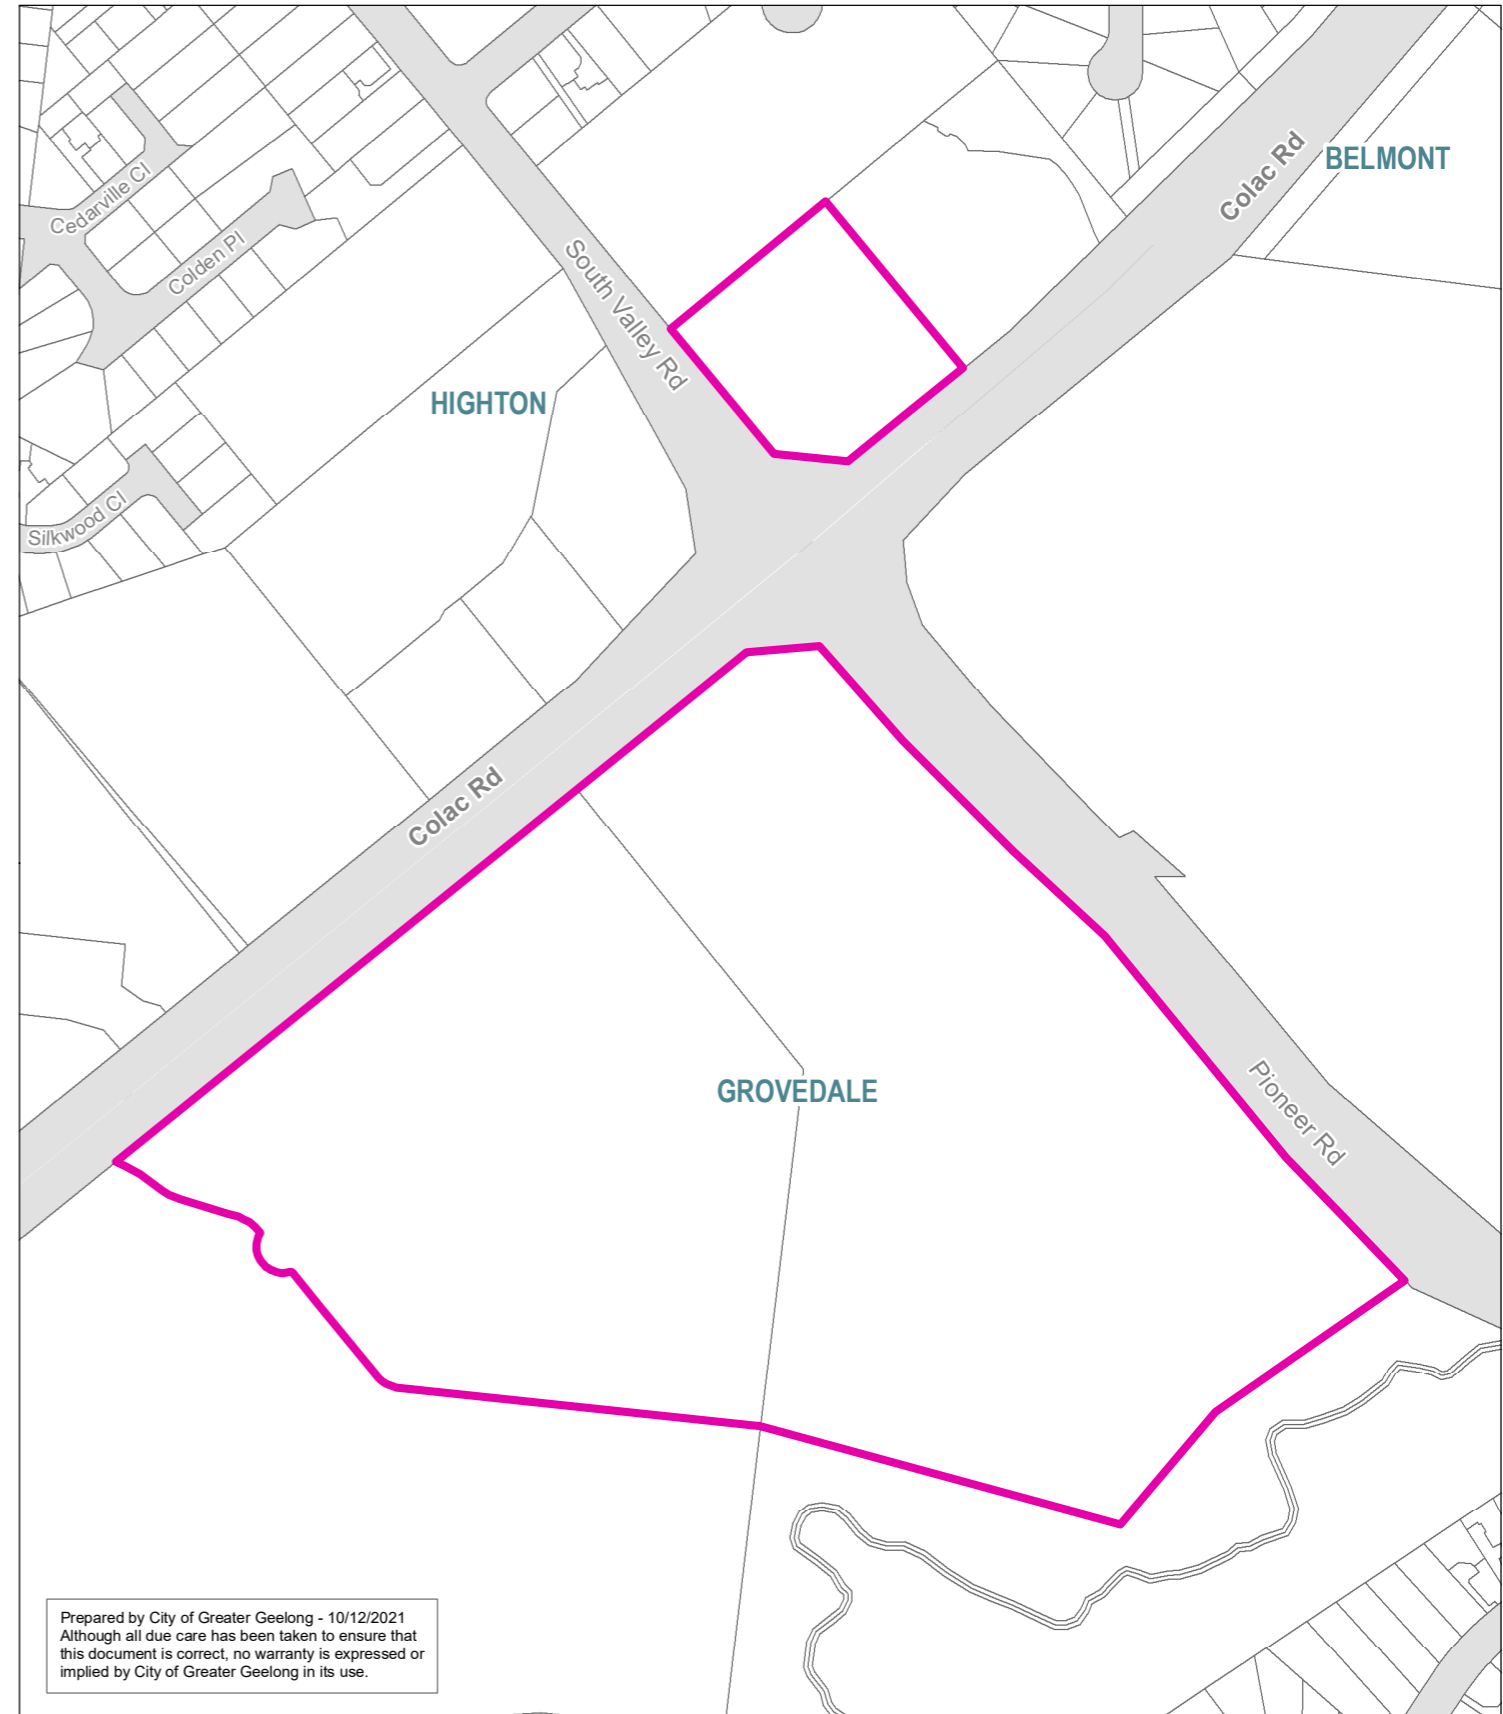 BELMONT
Colac Rd
Cedarville Cl
Colden Pl
South Valley Rd
HIGHTON
Silkwood Cl
Colac Rd
GROVEDALE
Pioneer Rd
Prepared by City of Greater Geelong - 10/12/2021
Although all due care has been taken to ensure that
this document is correct, no warranty is expressed or
implied by City of Greater Geelong in its use.